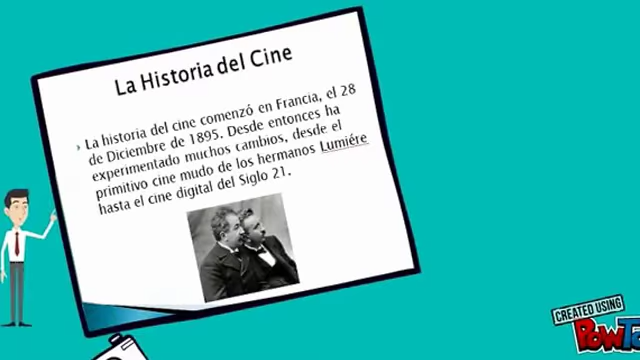 La Historia del Cine
La historia del cine comenzó en Francia, el 28
de Diciembre de 1895. Desde entonces ha
experimentado muchos cambios, desde el
primitivo cine mudo de los hermanos Lumiére
hasta el cine digital del Siglo 21.
CREATED USING